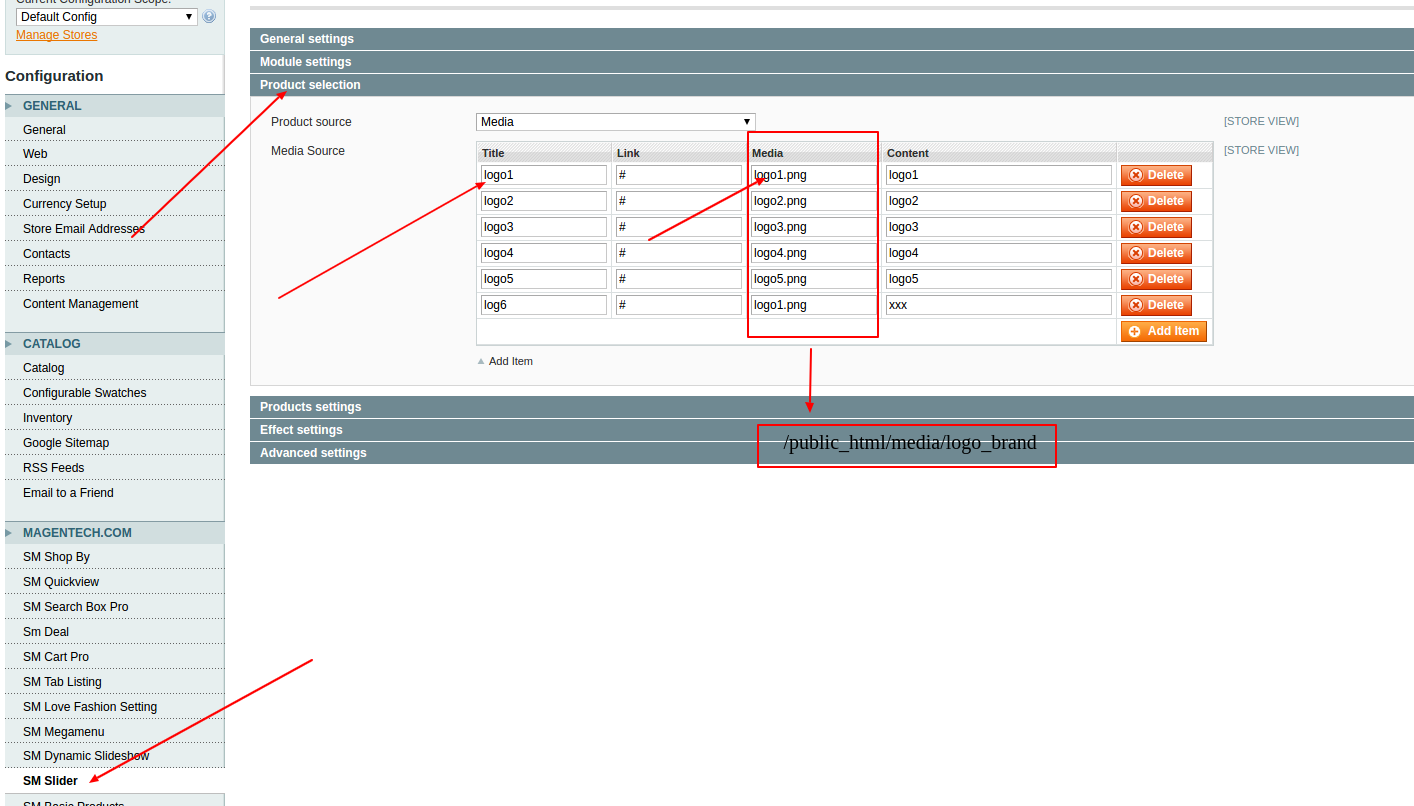 Current Configuration Scope:
Default Config
Manage Stores
Configuration
GENERAL
General
Web
Design
Currency Setup
Store Email Addresses
Contacts
Reports
Content Management
CATALOG
Catalog
Configurable Swatches
Inventory
Google Sitemap
RSS Feeds
Email to a Friend
MAGENTECH.COM
SM Shop By
SM Quickview
SM Search Box Pro
Sm Deal
SM Cart Pro
SM Tab Listing
SM Love Fashion Setting
SM Megamenu
SM Dynamic Slideshow
SM Slider
SM Basic Products
General settings
Module settings
Product selection
Product source Media [STORE VIEW]
Media Source [STORE VIEW]
Title Link Media Content
logo1 # logo1.png logo1 Delete
logo2 # logo2.png logo2 Delete
logo3 # logo3.png logo3 Delete
logo4 # logo4.png logo4 Delete
logo5 # logo5.png logo5 Delete
log6 # logo1.png xxx Delete
Add Item
Add Item
Products settings
Effect settings
/public_html/media/logo_brand
Advanced settings